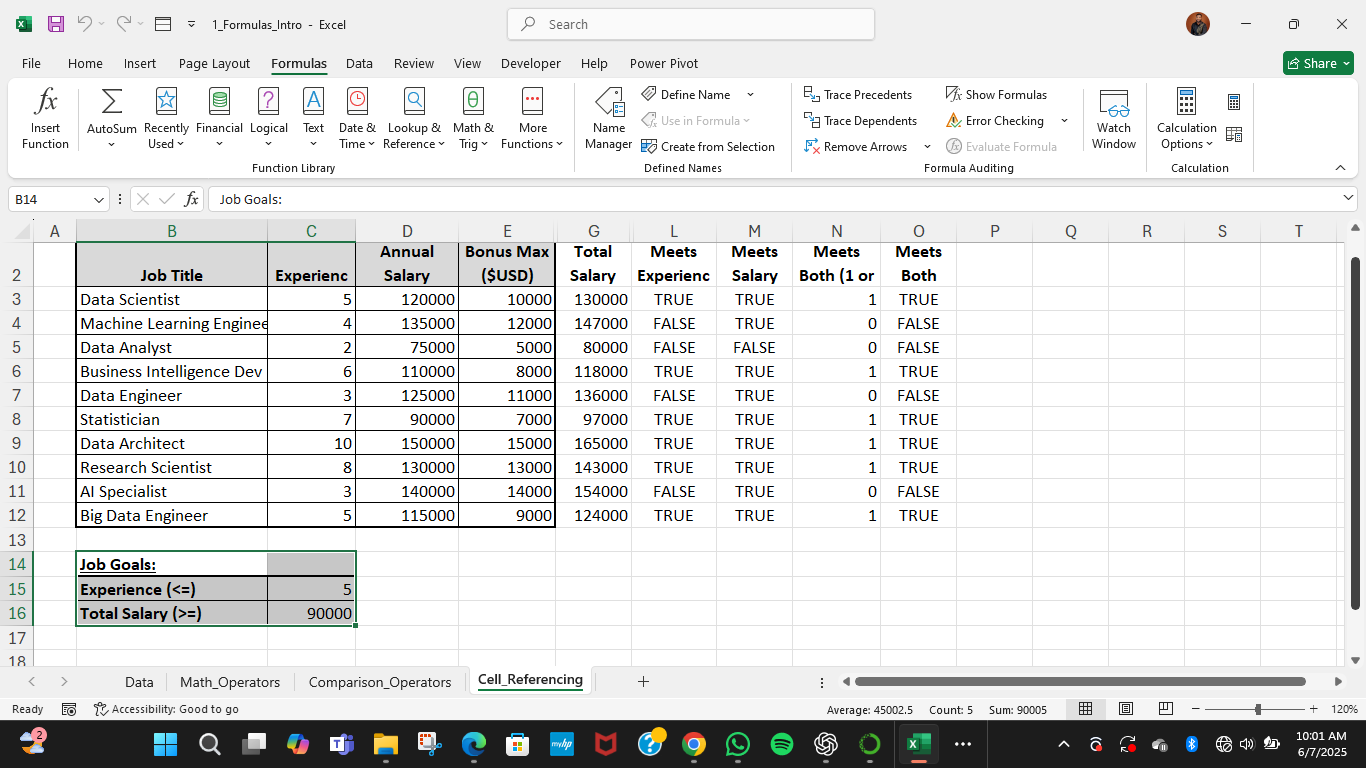 1_Formulas_Intro - Excel
Search
File Home Insert Page Layout Formulas Data Review View Developer Help Power Pivot
Share
Insert Function
AutoSum
Recently Used
Financial
Logical
Text
Date & Time
Lookup & Reference
Math & Trig
More Functions
Function Library
Name Manager
Define Name
Use in Formula
Create from Selection
Defined Names
Trace Precedents
Trace Dependents
Remove Arrows
Show Formulas
Error Checking
Evaluate Formula
Formula Auditing
Watch Window
Calculation Options
Calculation
B14
fx
Job Goals:
A B C D E G L M N O P Q R S T
Annual Bonus Max Total Meets Meets Meets Meets
2 Job Title Experienc Salary ($USD) Salary Experienc Salary Both (1 or Both
3 Data Scientist 5 120000 10000 130000 TRUE TRUE 1 TRUE
4 Machine Learning Enginee 4 135000 12000 147000 FALSE TRUE 0 FALSE
5 Data Analyst 2 75000 5000 80000 FALSE FALSE 0 FALSE
6 Business Intelligence Dev 6 110000 8000 118000 TRUE TRUE 1 TRUE
7 Data Engineer 3 125000 11000 136000 FALSE TRUE 0 FALSE
8 Statistician 7 90000 7000 97000 TRUE TRUE 1 TRUE
9 Data Architect 10 150000 15000 165000 TRUE TRUE 1 TRUE
10 Research Scientist 8 130000 13000 143000 TRUE TRUE 1 TRUE
11 AI Specialist 3 140000 14000 154000 FALSE TRUE 0 FALSE
12 Big Data Engineer 5 115000 9000 124000 TRUE TRUE 1 TRUE
13
14 Job Goals:
15 Experience (<=) 5
16 Total Salary (>=) 90000
17
18
Data Math_Operators Comparison_Operators Cell_Referencing
Ready Accessibility: Good to go Average: 45002.5 Count: 5 Sum: 90005 120%
2
myhp
10:01 AM
6/7/2025